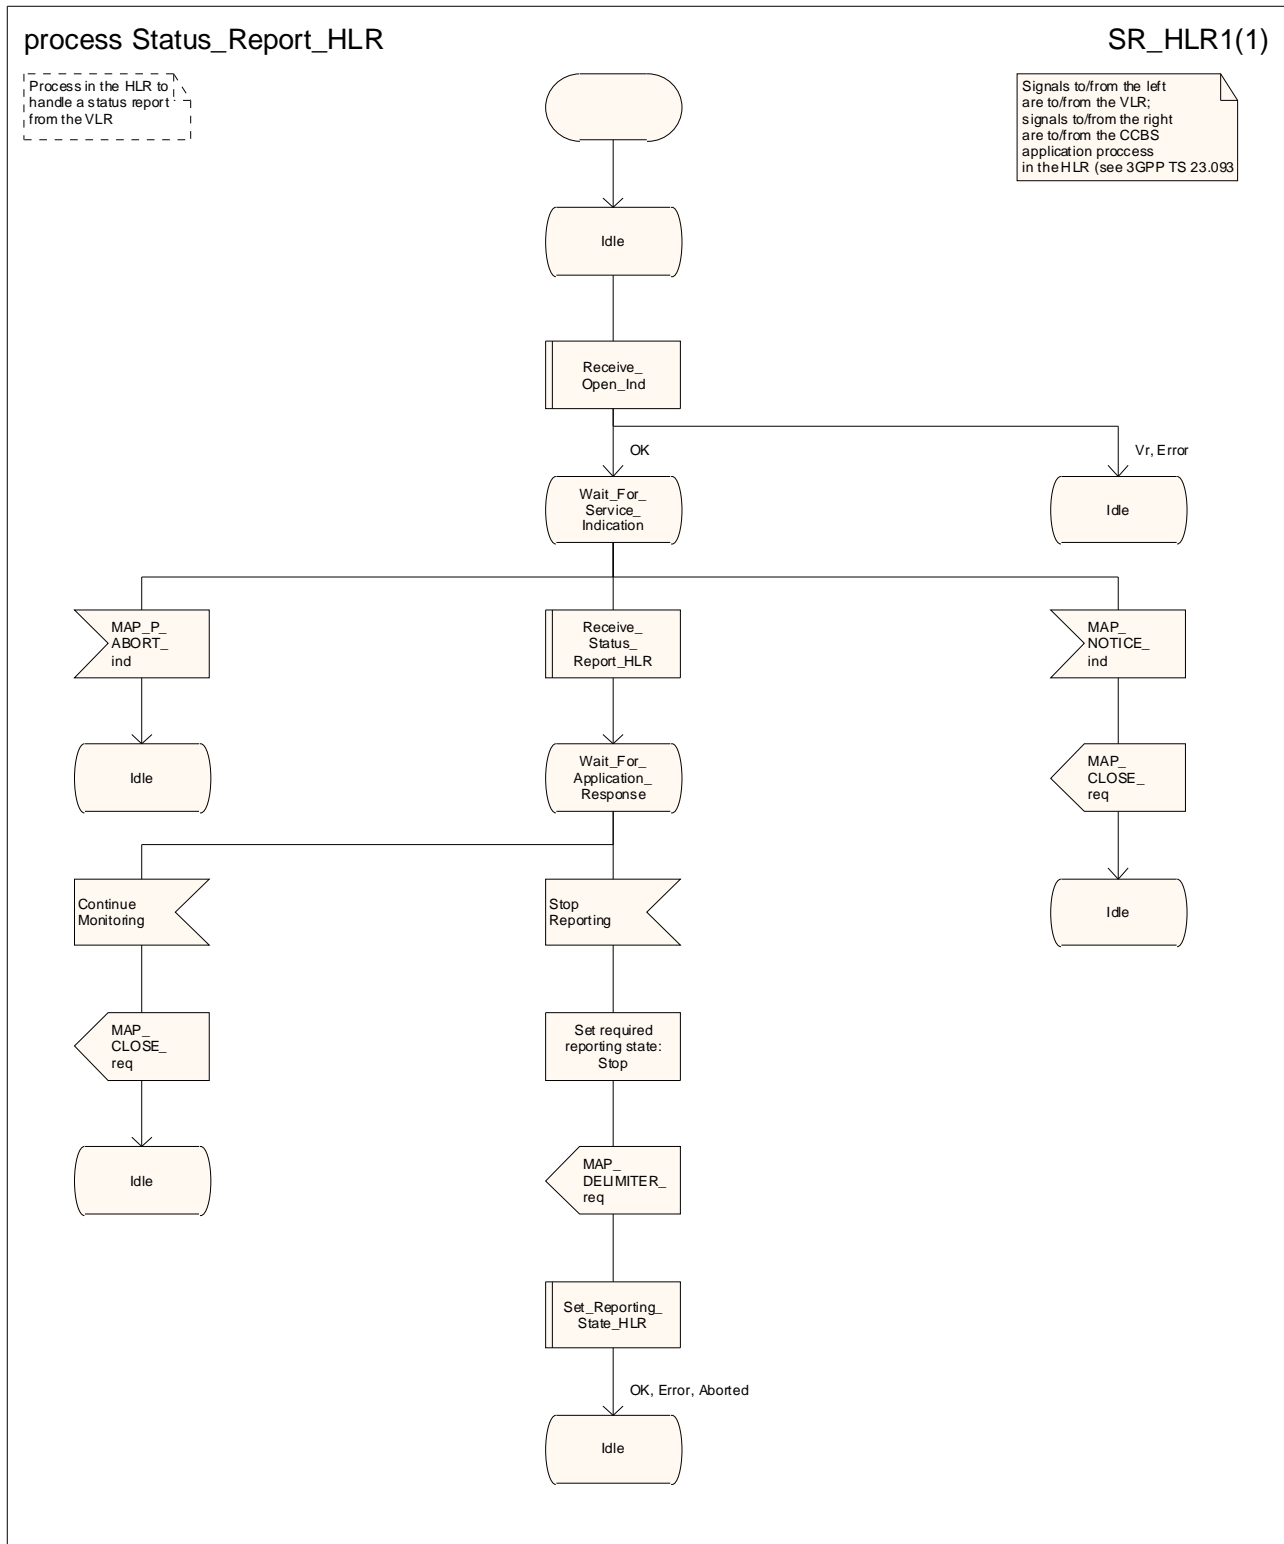 process Status_Report_HLR
SR_HLR1(1)
Process in the HLR to
handle a status report
from the VLR
Signals to/from the left
are to/from the VLR;
signals to/from the right
are to/from the CCBS
application proccess
in the HLR (see 3GPP TS 23.093
Idle
Receive_
Open_Ind
OK
Vr, Error
Wait_For_
Service_
Indication
Idle
MAP_P_
ABORT_
ind
Receive_
Status_
Report_HLR
MAP_
NOTICE_
ind
Idle
Wait_For_
Application_
Response
MAP_
CLOSE_
req
Continue
Monitoring
Stop
Reporting
Idle
MAP_
CLOSE_
req
Set required
reporting state:
Stop
Idle
MAP_
DELIMITER_
req
Set_Reporting_
State_HLR
OK, Error, Aborted
Idle